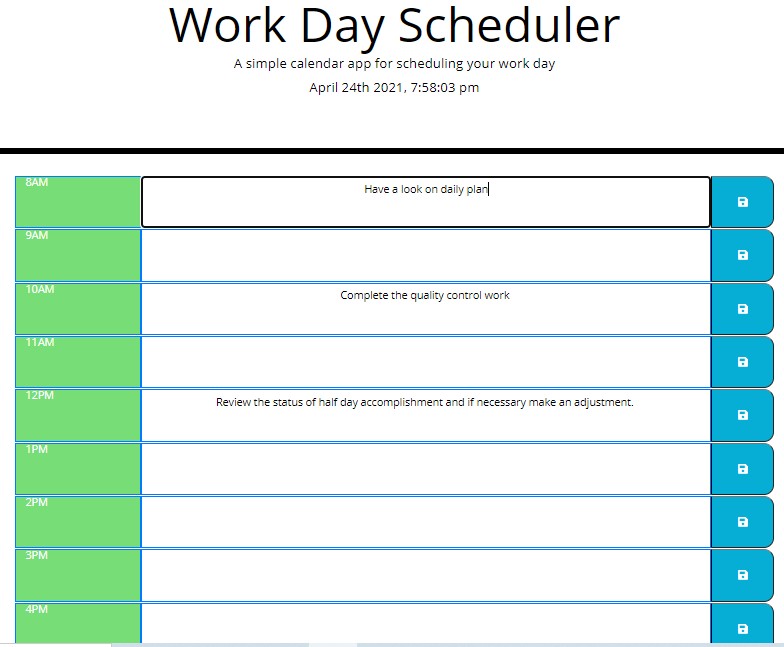 Work Day Scheduler
A simple calendar app for scheduling your work day
April 24th 2021, 7:58:03 pm
8AM
Have a look on daily plan
9AM
10AM
Complete the quality control work
11AM
12PM
Review the status of half day accomplishment and if necessary make an adjustment.
1PM
2PM
3PM
4PM